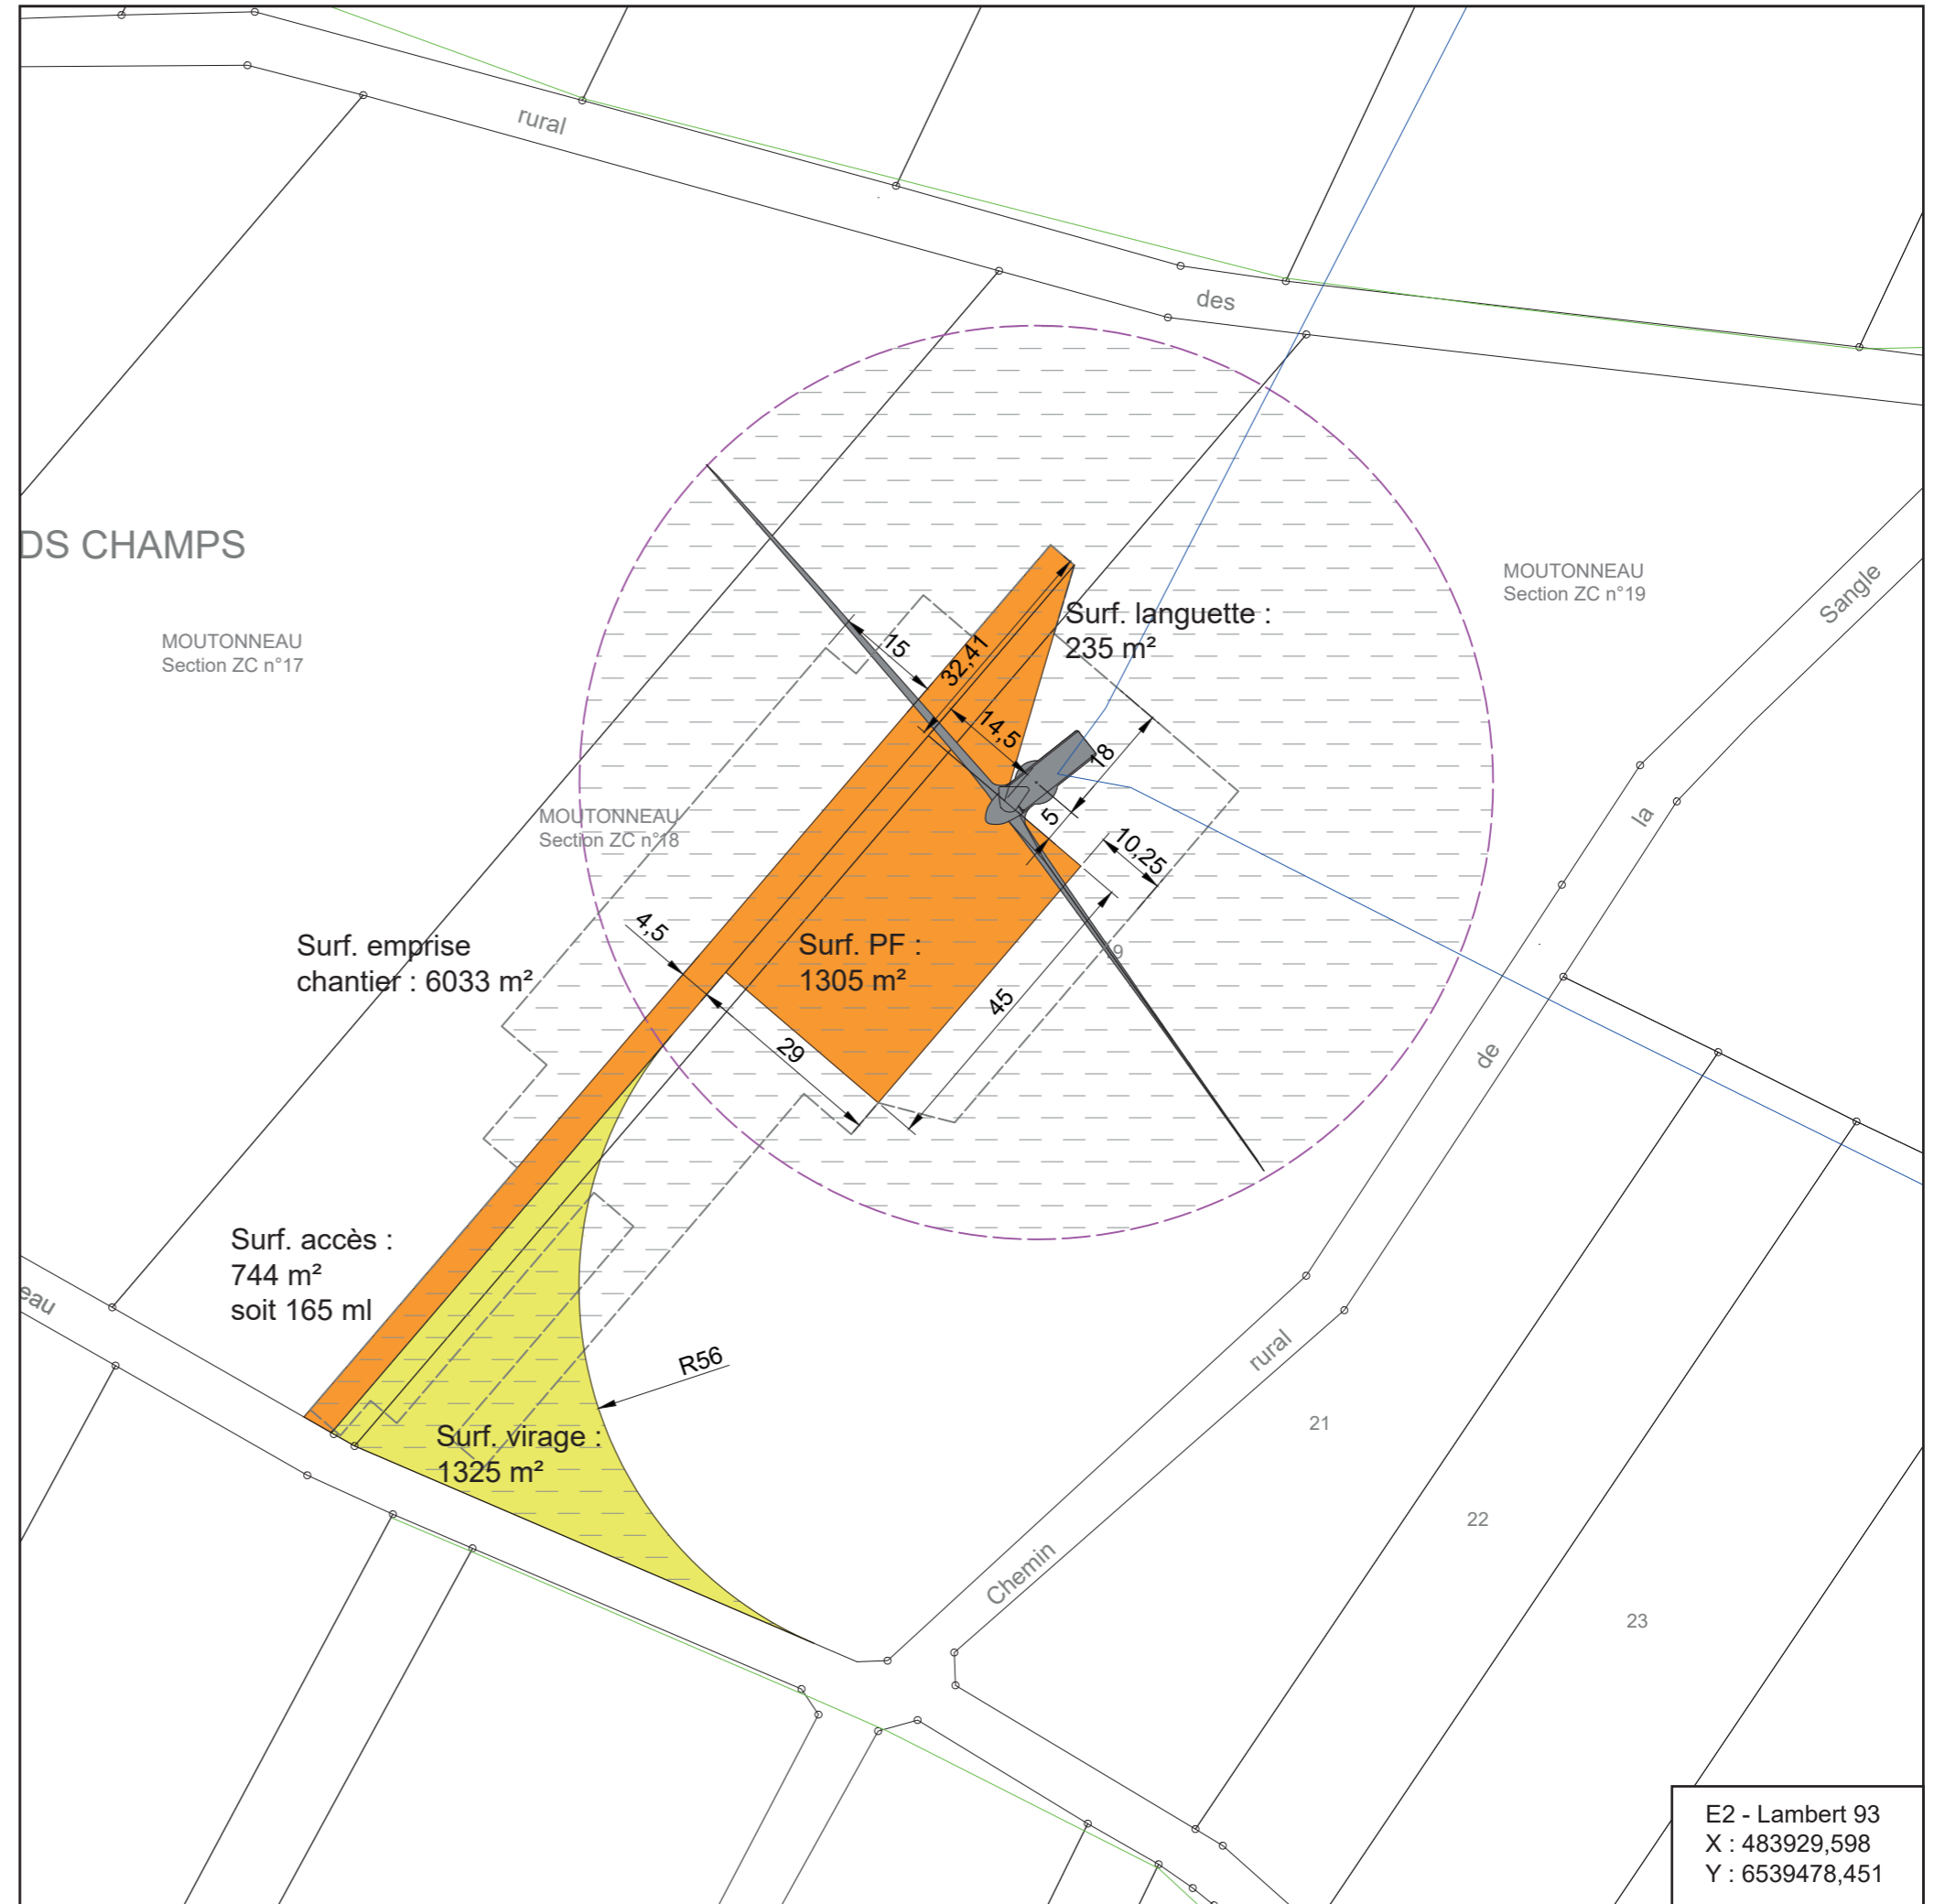 rural
des
DS CHAMPS
MOUTONNEAU
Section ZC n°19
Sangle
Surf. languette :
235 m²
MOUTONNEAU
Section ZC n°17
15
32,41
14,5
18
MOUTONNEAU
Section ZC n°18
5
10,25
la
4,5
Surf. emprise
chantier : 6033 m²
Surf. PF :
1305 m²
45
29
de
Surf. accès :
744 m²
soit 165 ml
eau
R56
rural
21
Surf. virage :
1325 m²
22
Chemin
23
E2 - Lambert 93
X : 483929,598
Y : 6539478,451